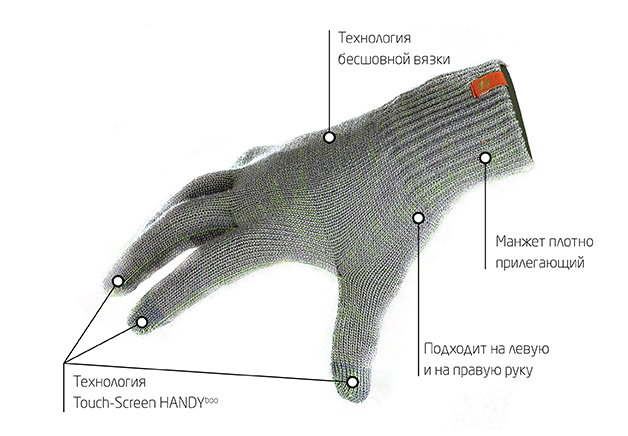 Технология
бесшовной вязки
Манжет плотно
прилегающий
Подходит на левую
и на правую руку
Технология
Touch-Screen HANDYboo